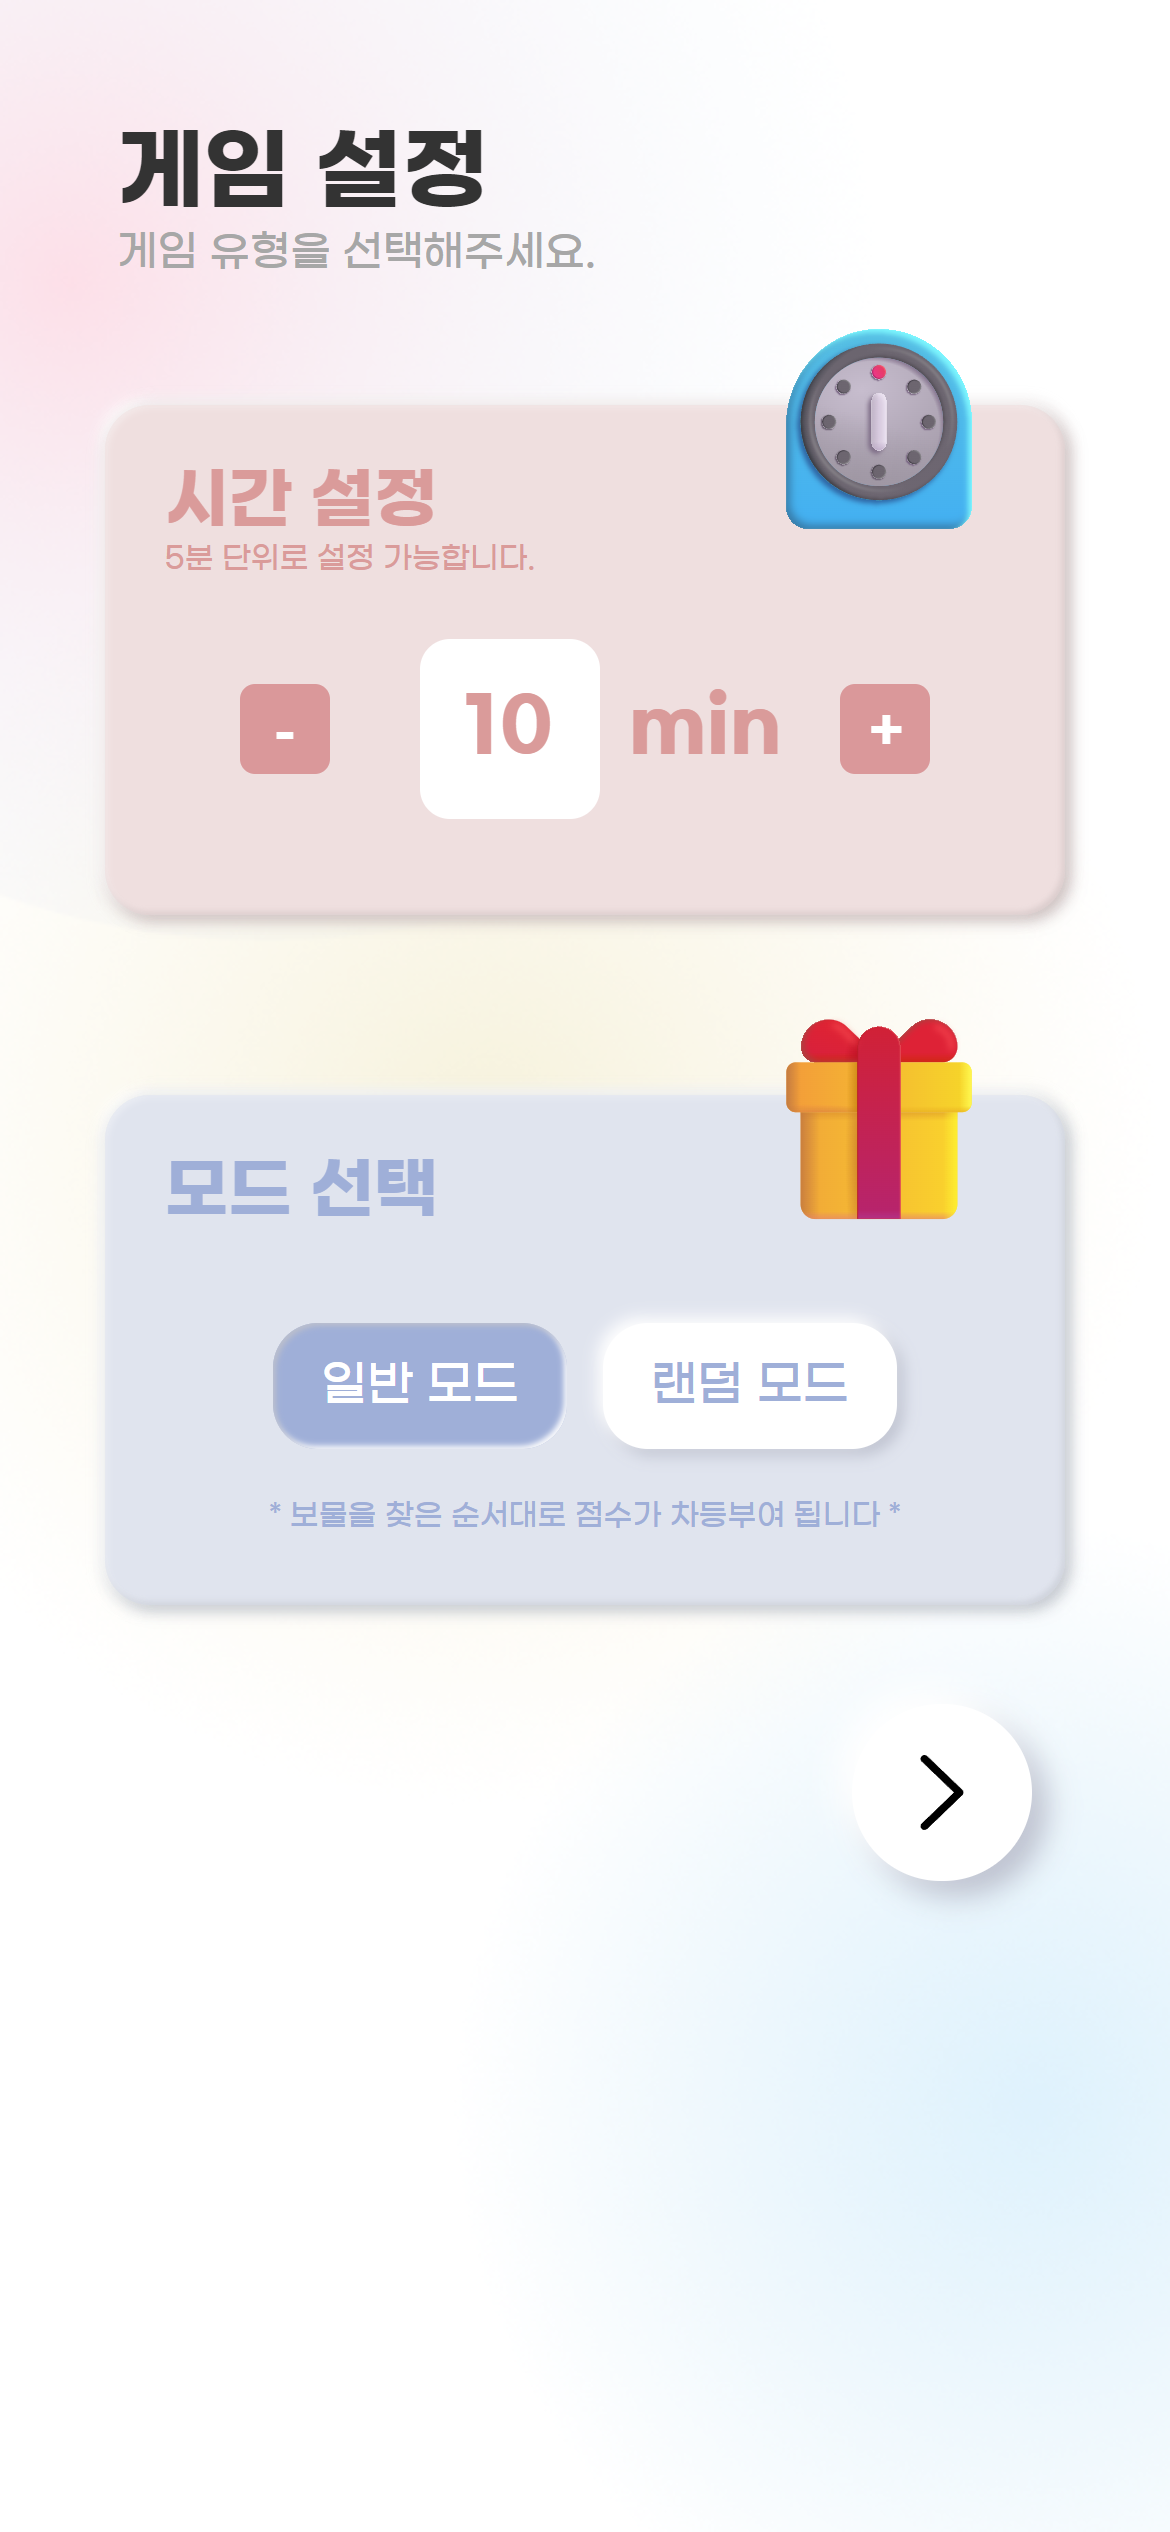 게임 설정
게임 유형을 선택해주세요.
시간 설정
5분 단위로 설정 가능합니다.
- 10 min +
모드 선택
일반 모드 랜덤 모드
* 보물을 찾은 순서대로 점수가 차등부여 됩니다 *